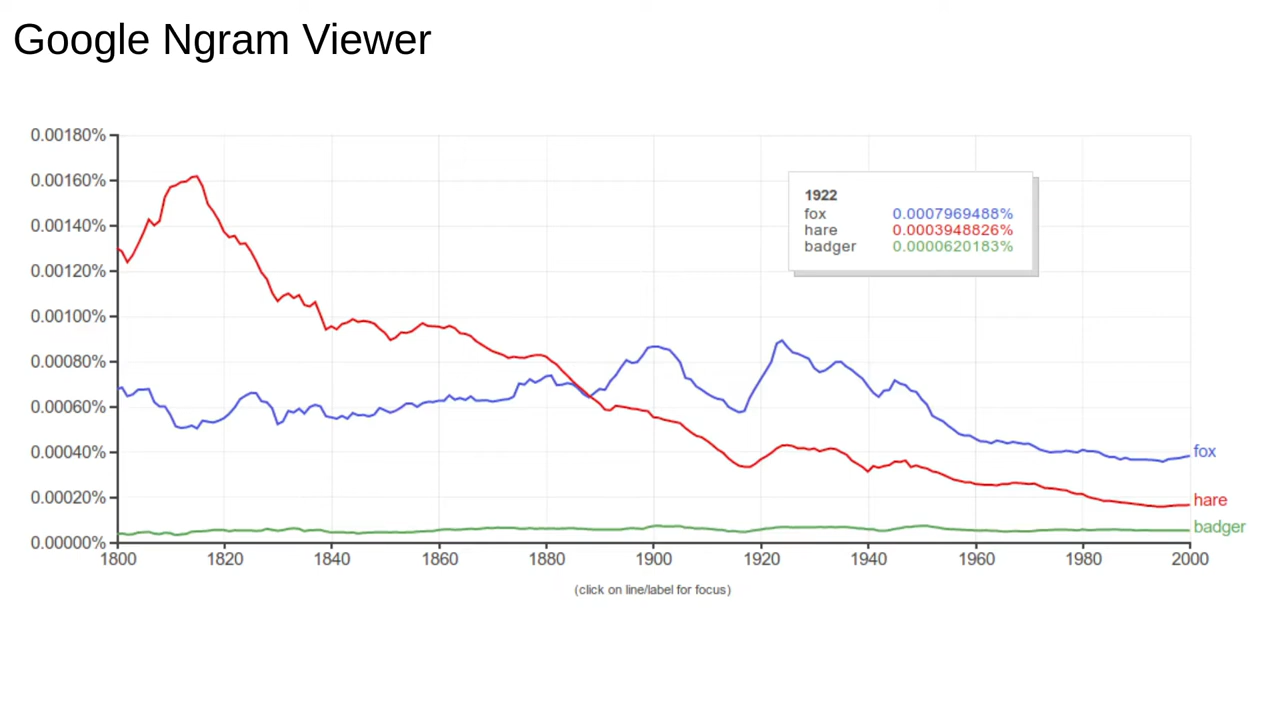 Google Ngram Viewer
0.00180%
0.00160%
0.00140%
0.00120%
0.00100%
0.00080%
0.00060%
0.00040%
0.00020%
0.00000%
1922
fox 0.0007969488%
hare 0.0003948826%
badger 0.0000620183%
fox
hare
badger
1800 1820 1840 1860 1880 1900 1920 1940 1960 1980 2000
(click on line/label for focus)